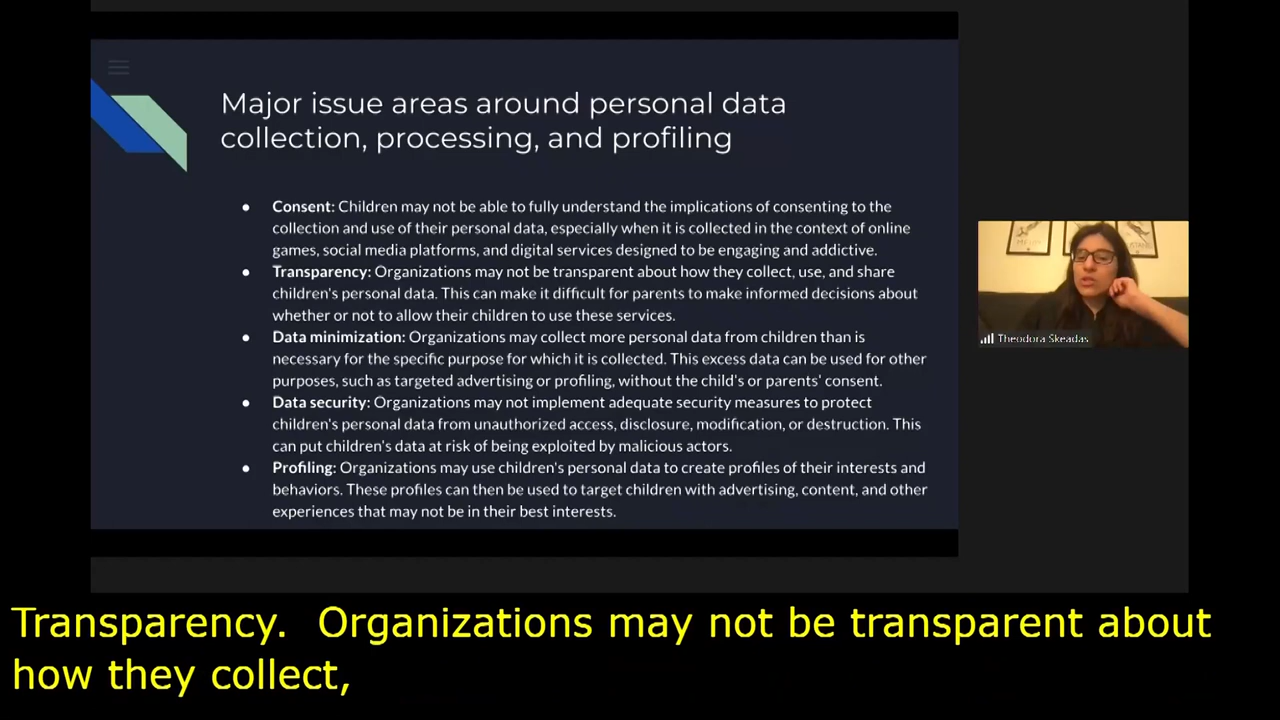 Major issue areas around personal data
collection, processing, and profiling
● Consent: Children may not be able to fully understand the implications of consenting to the
collection and use of their personal data, especially when it is collected in the context of online
games, social media platforms, and digital services designed to be engaging and addictive.
● Transparency: Organizations may not be transparent about how they collect, use, and share
children's personal data. This can make it difficult for parents to make informed decisions about
whether or not to allow their children to use these services.
● Data minimization: Organizations may collect more personal data from children than is
necessary for the specific purpose for which it is collected. This excess data can be used for other
purposes, such as targeted advertising or profiling, without the child's or parents' consent.
● Data security: Organizations may not implement adequate security measures to protect
children's personal data from unauthorized access, disclosure, modification, or destruction. This
can put children's data at risk of being exploited by malicious actors.
● Profiling: Organizations may use children's personal data to create profiles of their interests and
behaviors. These profiles can then be used to target children with advertising, content, and other
experiences that may not be in their best interests.
Theodora Skeadas
Transparency. Organizations may not be transparent about
how they collect,